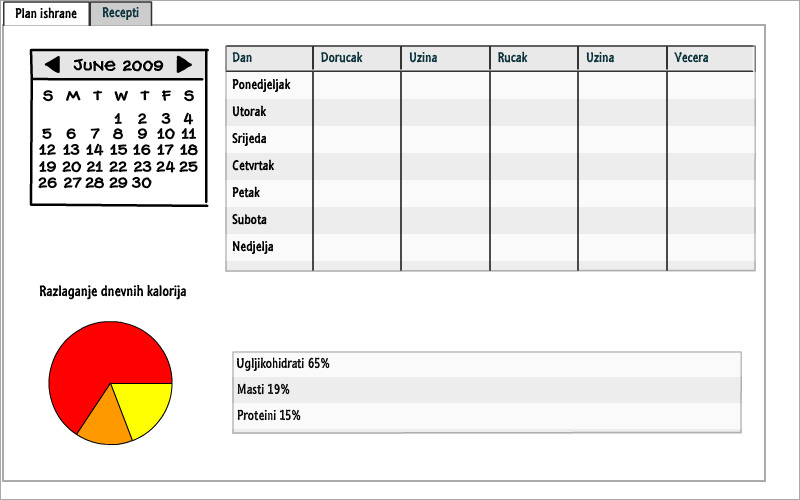 Plan ishrane Recepti
JUNE 2009
S M T W T F S
1 2 3 4
5 6 7 8 9 10 11
12 13 14 15 16 17 18
19 20 21 22 23 24 25
26 27 28 29 30
Dan Dorucak Uzina Rucak Uzina Vecera
Ponedjeljak
Utorak
Srijeda
Cetvrtak
Petak
Subota
Nedjelja
Razlaganje dnevnih kalorija
Ugljikohidrati 65%
Masti 19%
Proteini 15%